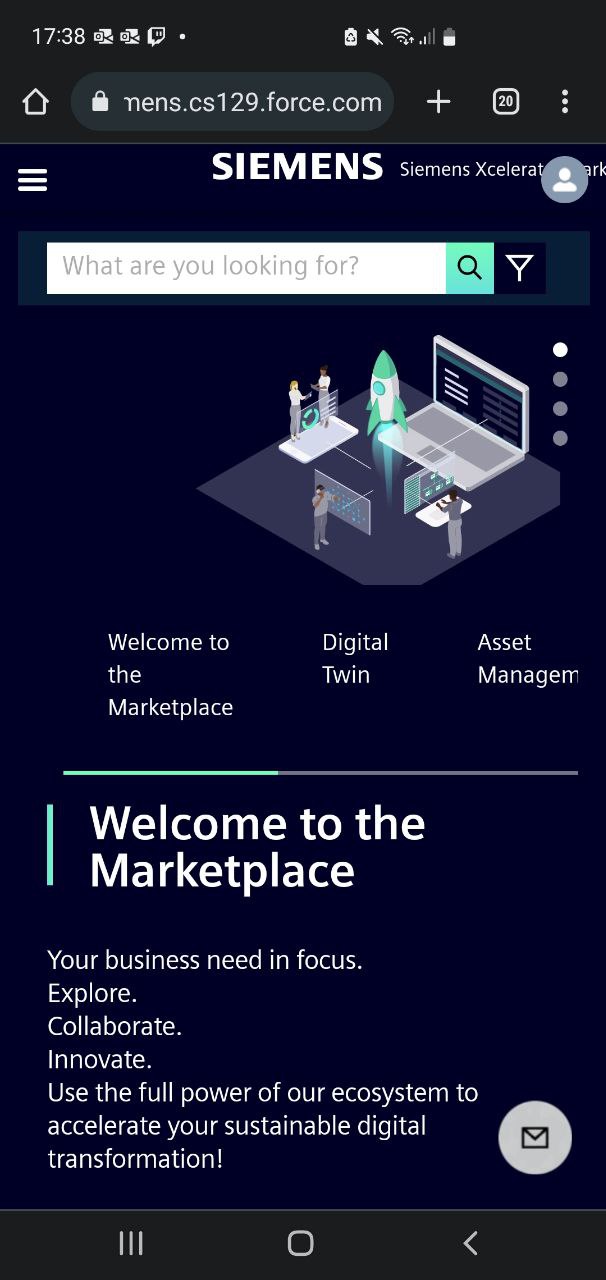 17:38
mens.cs129.force.com
20
SIEMENS
Siemens Xcelerat ark
What are you looking for?
Welcome to
the
Marketplace
Digital
Twin
Asset
Managem
Welcome to the
Marketplace
Your business need in focus.
Explore.
Collaborate.
Innovate.
Use the full power of our ecosystem to
accelerate your sustainable digital
transformation!